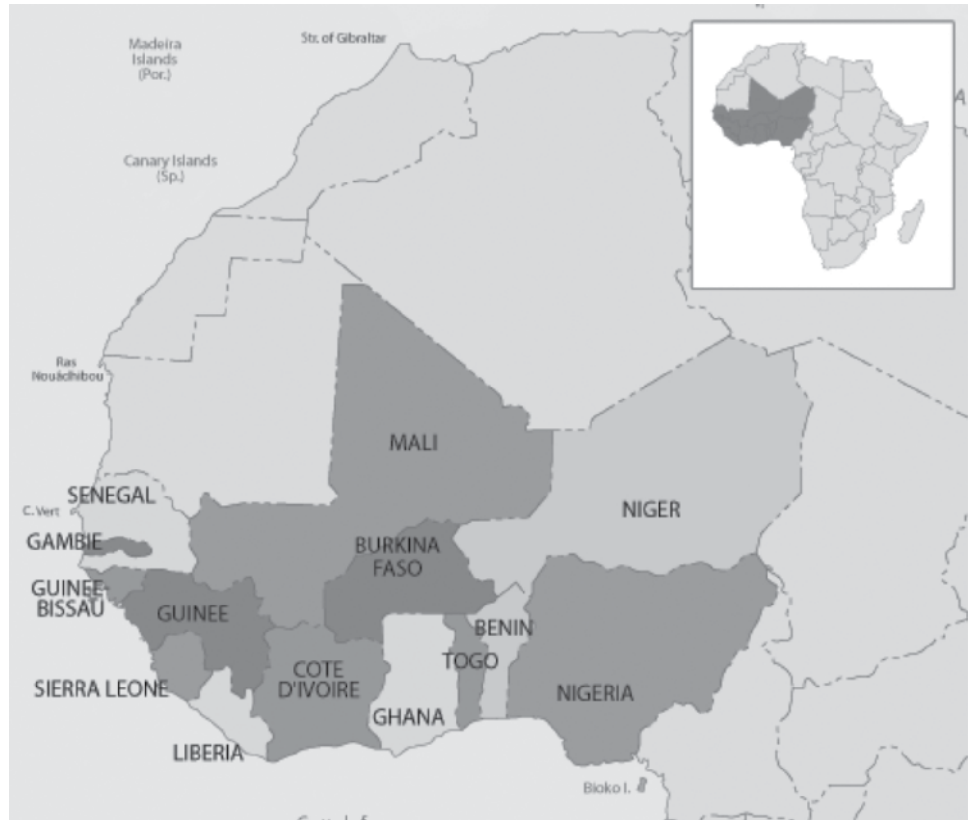 Madeira
Islands
(Por.)
Str. of Gibraltar
A
Canary Islands
(Sp.)
Ras
Nouâdhibou
MALI
SENEGAL
C. Vert
NIGER
GAMBIE
BURKINA
FASO
GUINEE-
BISSAU
GUINEE
BENIN
TOGO
COTE
D'IVOIRE
SIERRA LEONE
NIGERIA
GHANA
LIBERIA
Bioko I.